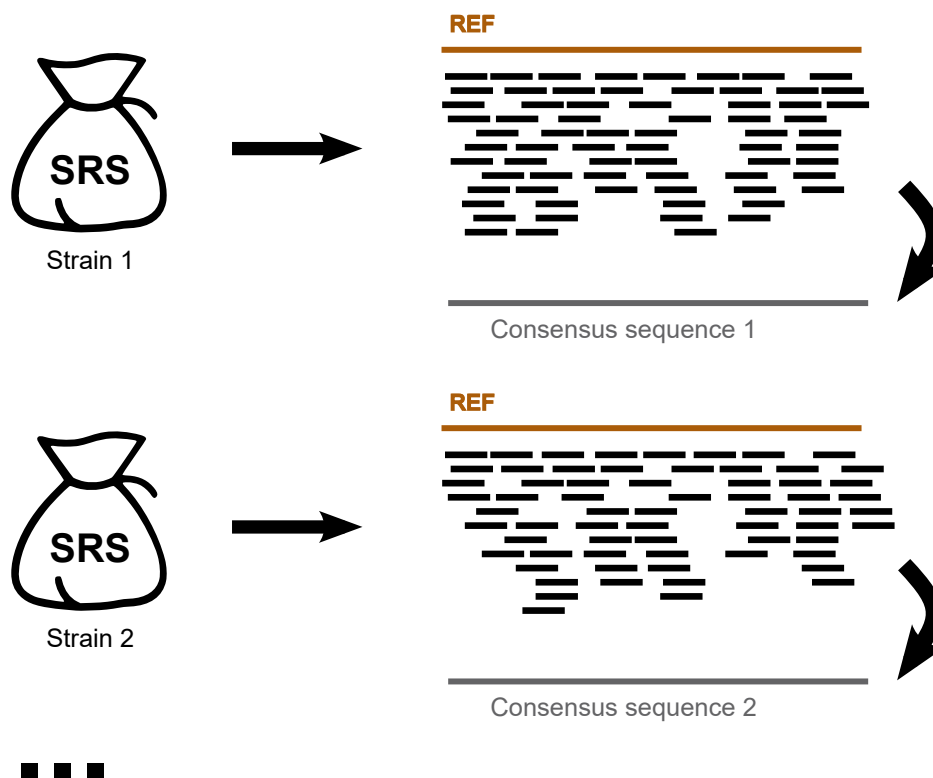 REF
SRS
Strain 1
Consensus sequence 1
REF
SRS
Strain 2
Consensus sequence 2